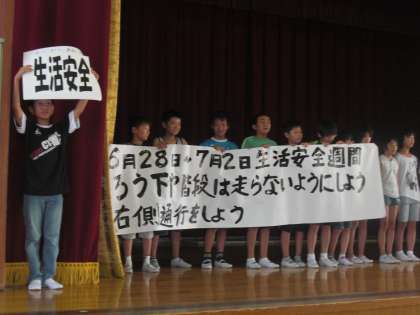 生活安全
6月28日~7月2日 生活安全週間
ろう下や階段は走らないようにしよう
右側通行をしよう